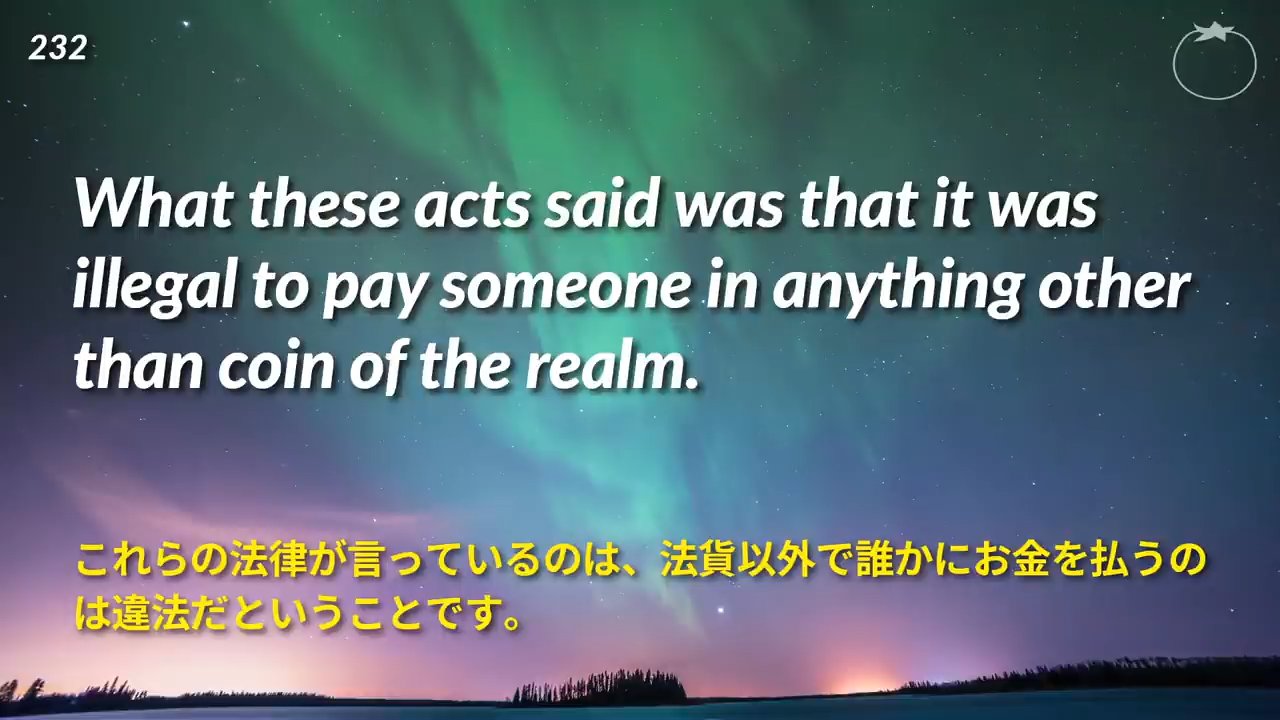 232
What these acts said was that it was
illegal to pay someone in anything other
than coin of the realm.
これらの法律が言っているのは、法貨以外で誰かにお金を払うの
は違法だということです。